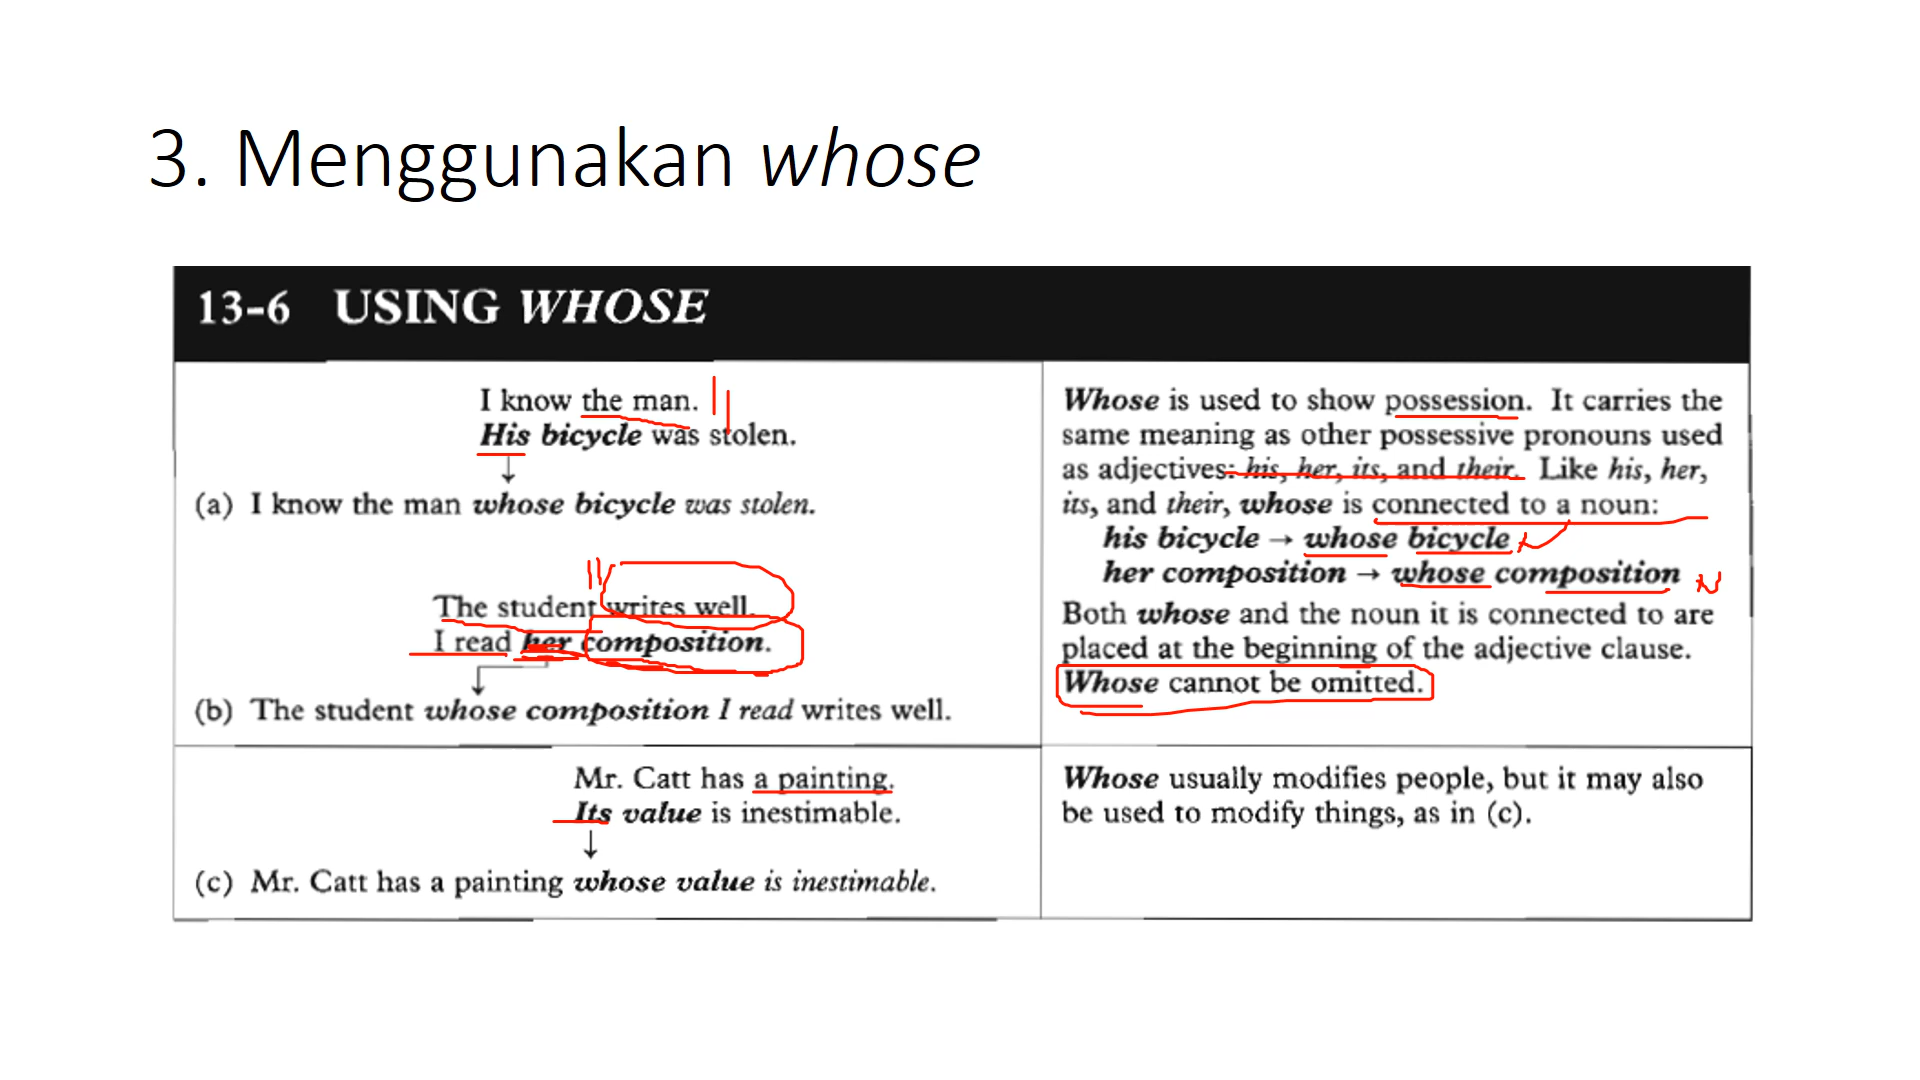 3. Menggunakan whose
13-6 USING WHOSE
I know the man.
His bicycle was stolen.
(a) I know the man whose bicycle was stolen.
The student writes well.
I read her composition.
(b) The student whose composition I read writes well.
Whose is used to show possession. It carries the
same meaning as other possessive pronouns used
as adjectives: his, her, its, and their. Like his, her,
its, and their, whose is connected to a noun:
his bicycle → whose bicycle
her composition → whose composition
Both whose and the noun it is connected to are
placed at the beginning of the adjective clause.
Whose cannot be omitted.
Mr. Catt has a painting.
Its value is inestimable.
(c) Mr. Catt has a painting whose value is inestimable.
Whose usually modifies people, but it may also
be used to modify things, as in (c).